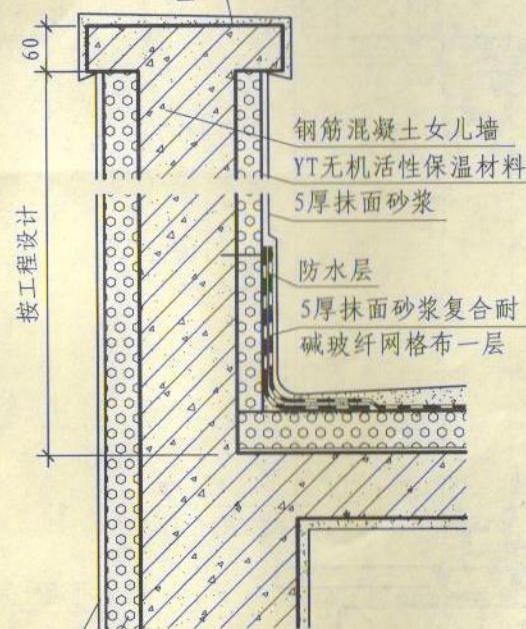 60
钢筋混凝土女儿墙
YT无机活性保温材料
5厚抹面砂浆
按工程设计
防水层
5厚抹面砂浆复合耐
碱玻纤网格布一层